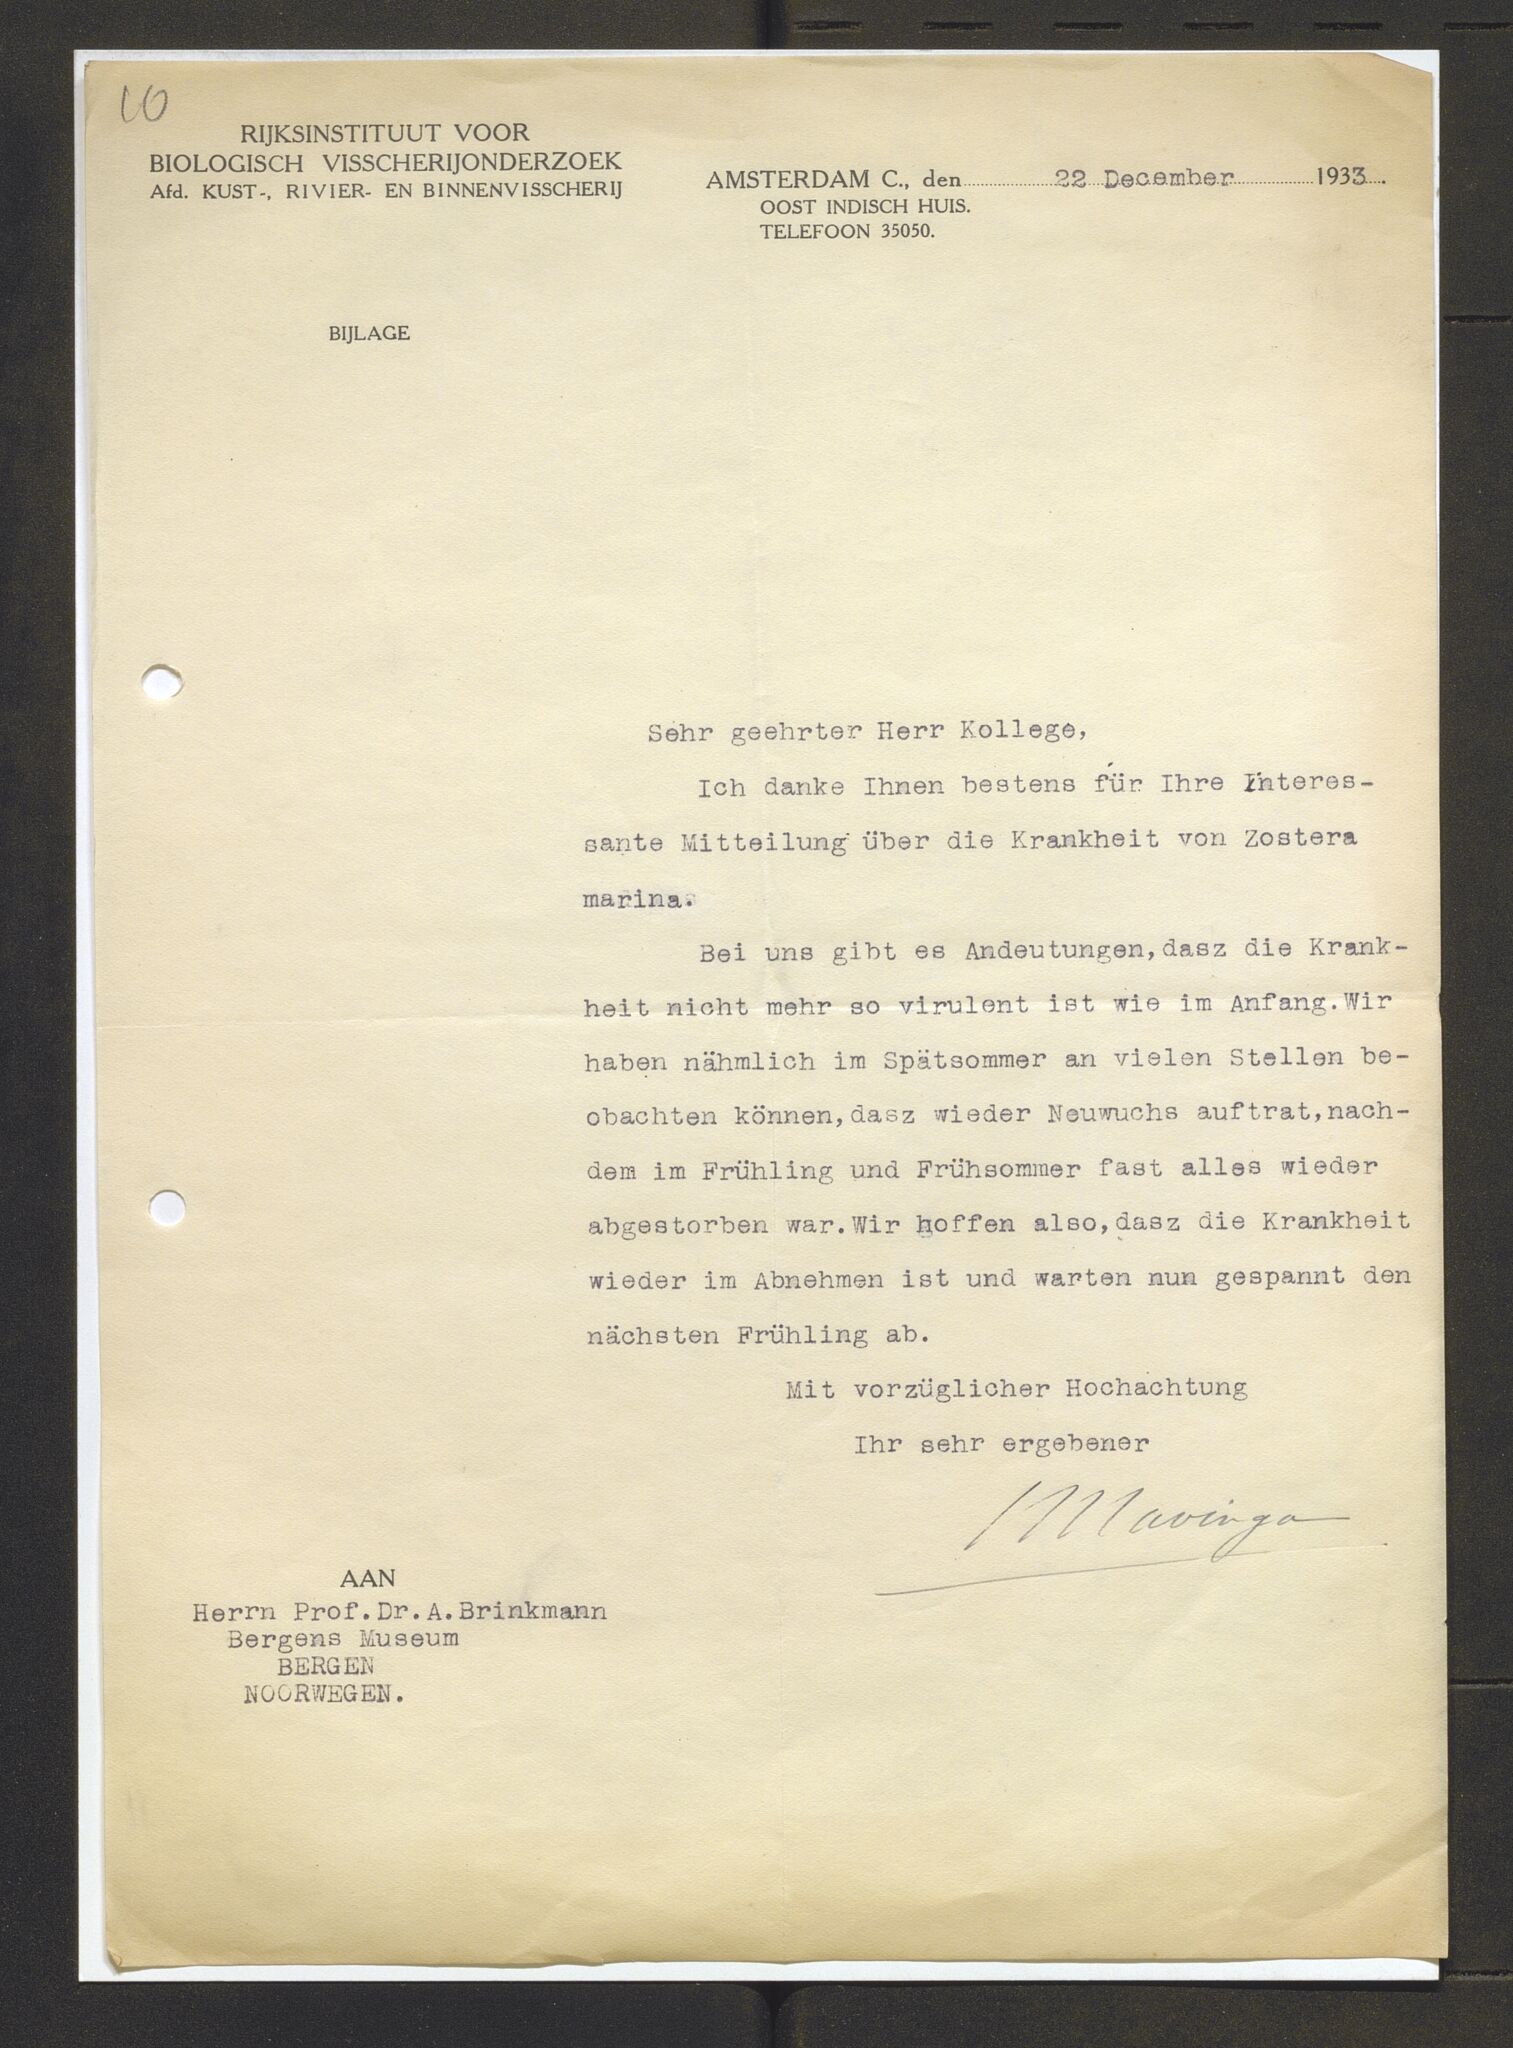 10
RIJKSINSTITUUT VOOR
BIOLOGISCH VISSCHERIJONDERZOEK
Afd. KUST-, RIVIER- EN BINNENVISSCHERIJ
AMSTERDAM C., den 22 December 1933.
OOST INDISCH HUIS.
TELEFOON 35050.
BIJLAGE
Sehr geehrter Herr Kollege,
Ich danke Ihnen bestens für Ihre interes-
sante Mitteilung über die Krankheit von Zostera
marina.
Bei uns gibt es Andeutungen,dasz die Krank-
heit nicht mehr so virulent ist wie im Anfang.Wir
haben nähmlich im Spätsommer an vielen Stellen be-
obachten können,dasz wieder Neuwuchs auftrat,nach-
dem im Frühling und Frühsommer fast alles wieder
abgestorben war.Wir hoffen also,dasz die Krankheit
wieder im Abnehmen ist und warten nun gespannt den
nächsten Frühling ab.
Mit vorzüglicher Hochachtung
Ihr sehr ergebener
AAN
Herrn Prof.Dr.A.Brinkmann
Bergens Museum
BERGEN
NOORWEGEN.